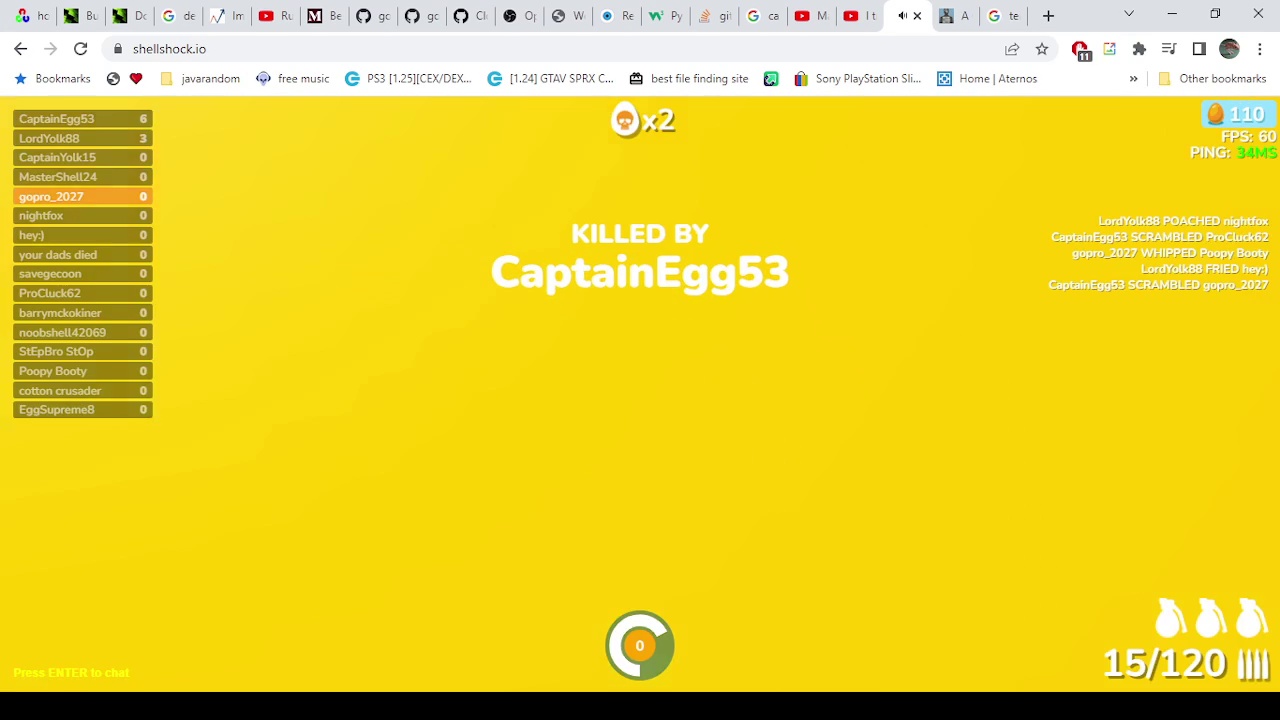 hc
Bu
Dc
de
Im
Ru
Be
gc
gc
Cl
Op
W
Re
Py
git
ca
M
I t
A
te
shellshock.io
11
Bookmarks
javarandom
free music
PS3 [1.25][CEX/DEX...
[1.24] GTAV SPRX C...
best file finding site
Sony PlayStation Sli...
Home | Aternos
»
Other bookmarks
CaptainEgg53 6
LordYolk88 3
CaptainYolk15 0
MasterShell24 0
gopro_2027 0
nightfox 0
hey:) 0
your dads died 0
savegecoon 0
ProCluck62 0
barrymckokiner 0
noobshell42069 0
StEpBro StOp 0
Poopy Booty 0
cotton crusader 0
EggSupreme8 0
x2
110
FPS: 60
PING: 34MS
KILLED BY
CaptainEgg53
LordYolk88 POACHED nightfox
CaptainEgg53 SCRAMBLED ProCluck62
gopro_2027 WHIPPED Poopy Booty
LordYolk88 FRIED hey:)
CaptainEgg53 SCRAMBLED gopro_2027
0
15/120
Press ENTER to chat